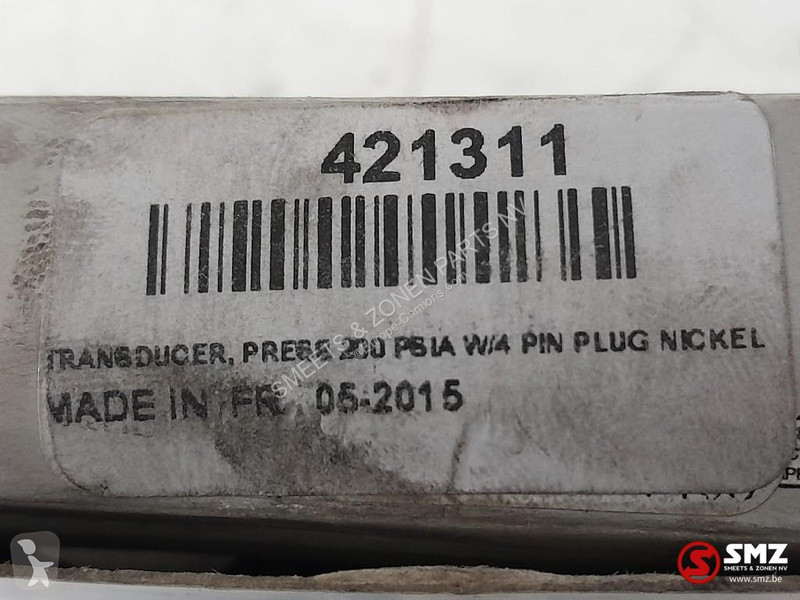 421311
TRANSDUCER, PRESS 200 PSIA W/4 PIN PLUG NICKEL
MADE IN FR 05-2015
SMEETS & ZONEN PARTS NV
SMZ
SMEETS & ZONEN NV
www.smz.be